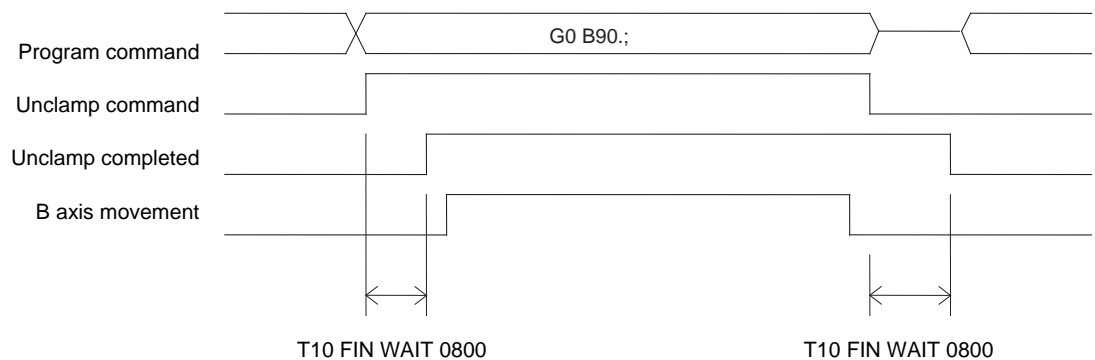 G0 B90.;
Program command
Unclamp command
Unclamp completed
B axis movement
T10 FIN WAIT 0800
T10 FIN WAIT 0800